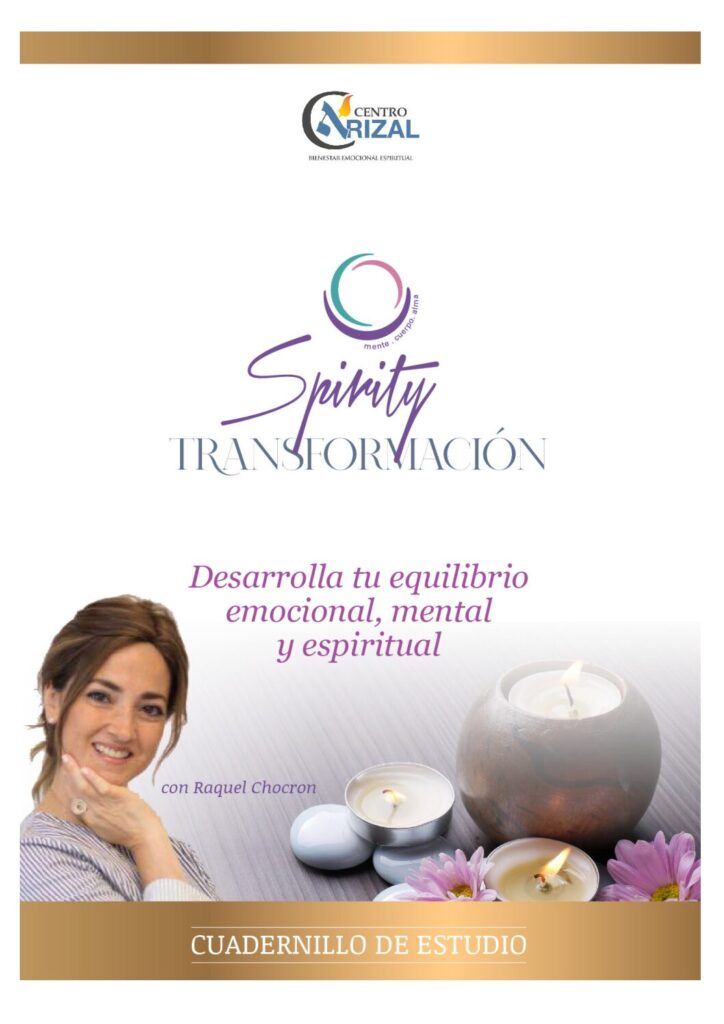 CENTRO
ARIZAL
BIENESTAR EMOCIONAL ESPIRITUAL
mente . cuerpo. alma
Spirity
TRANSFORMACIÓN
Desarrolla tu equilibrio
emocional, mental
y espiritual
con Raquel Chocron
CUADERNILLO DE ESTUDIO